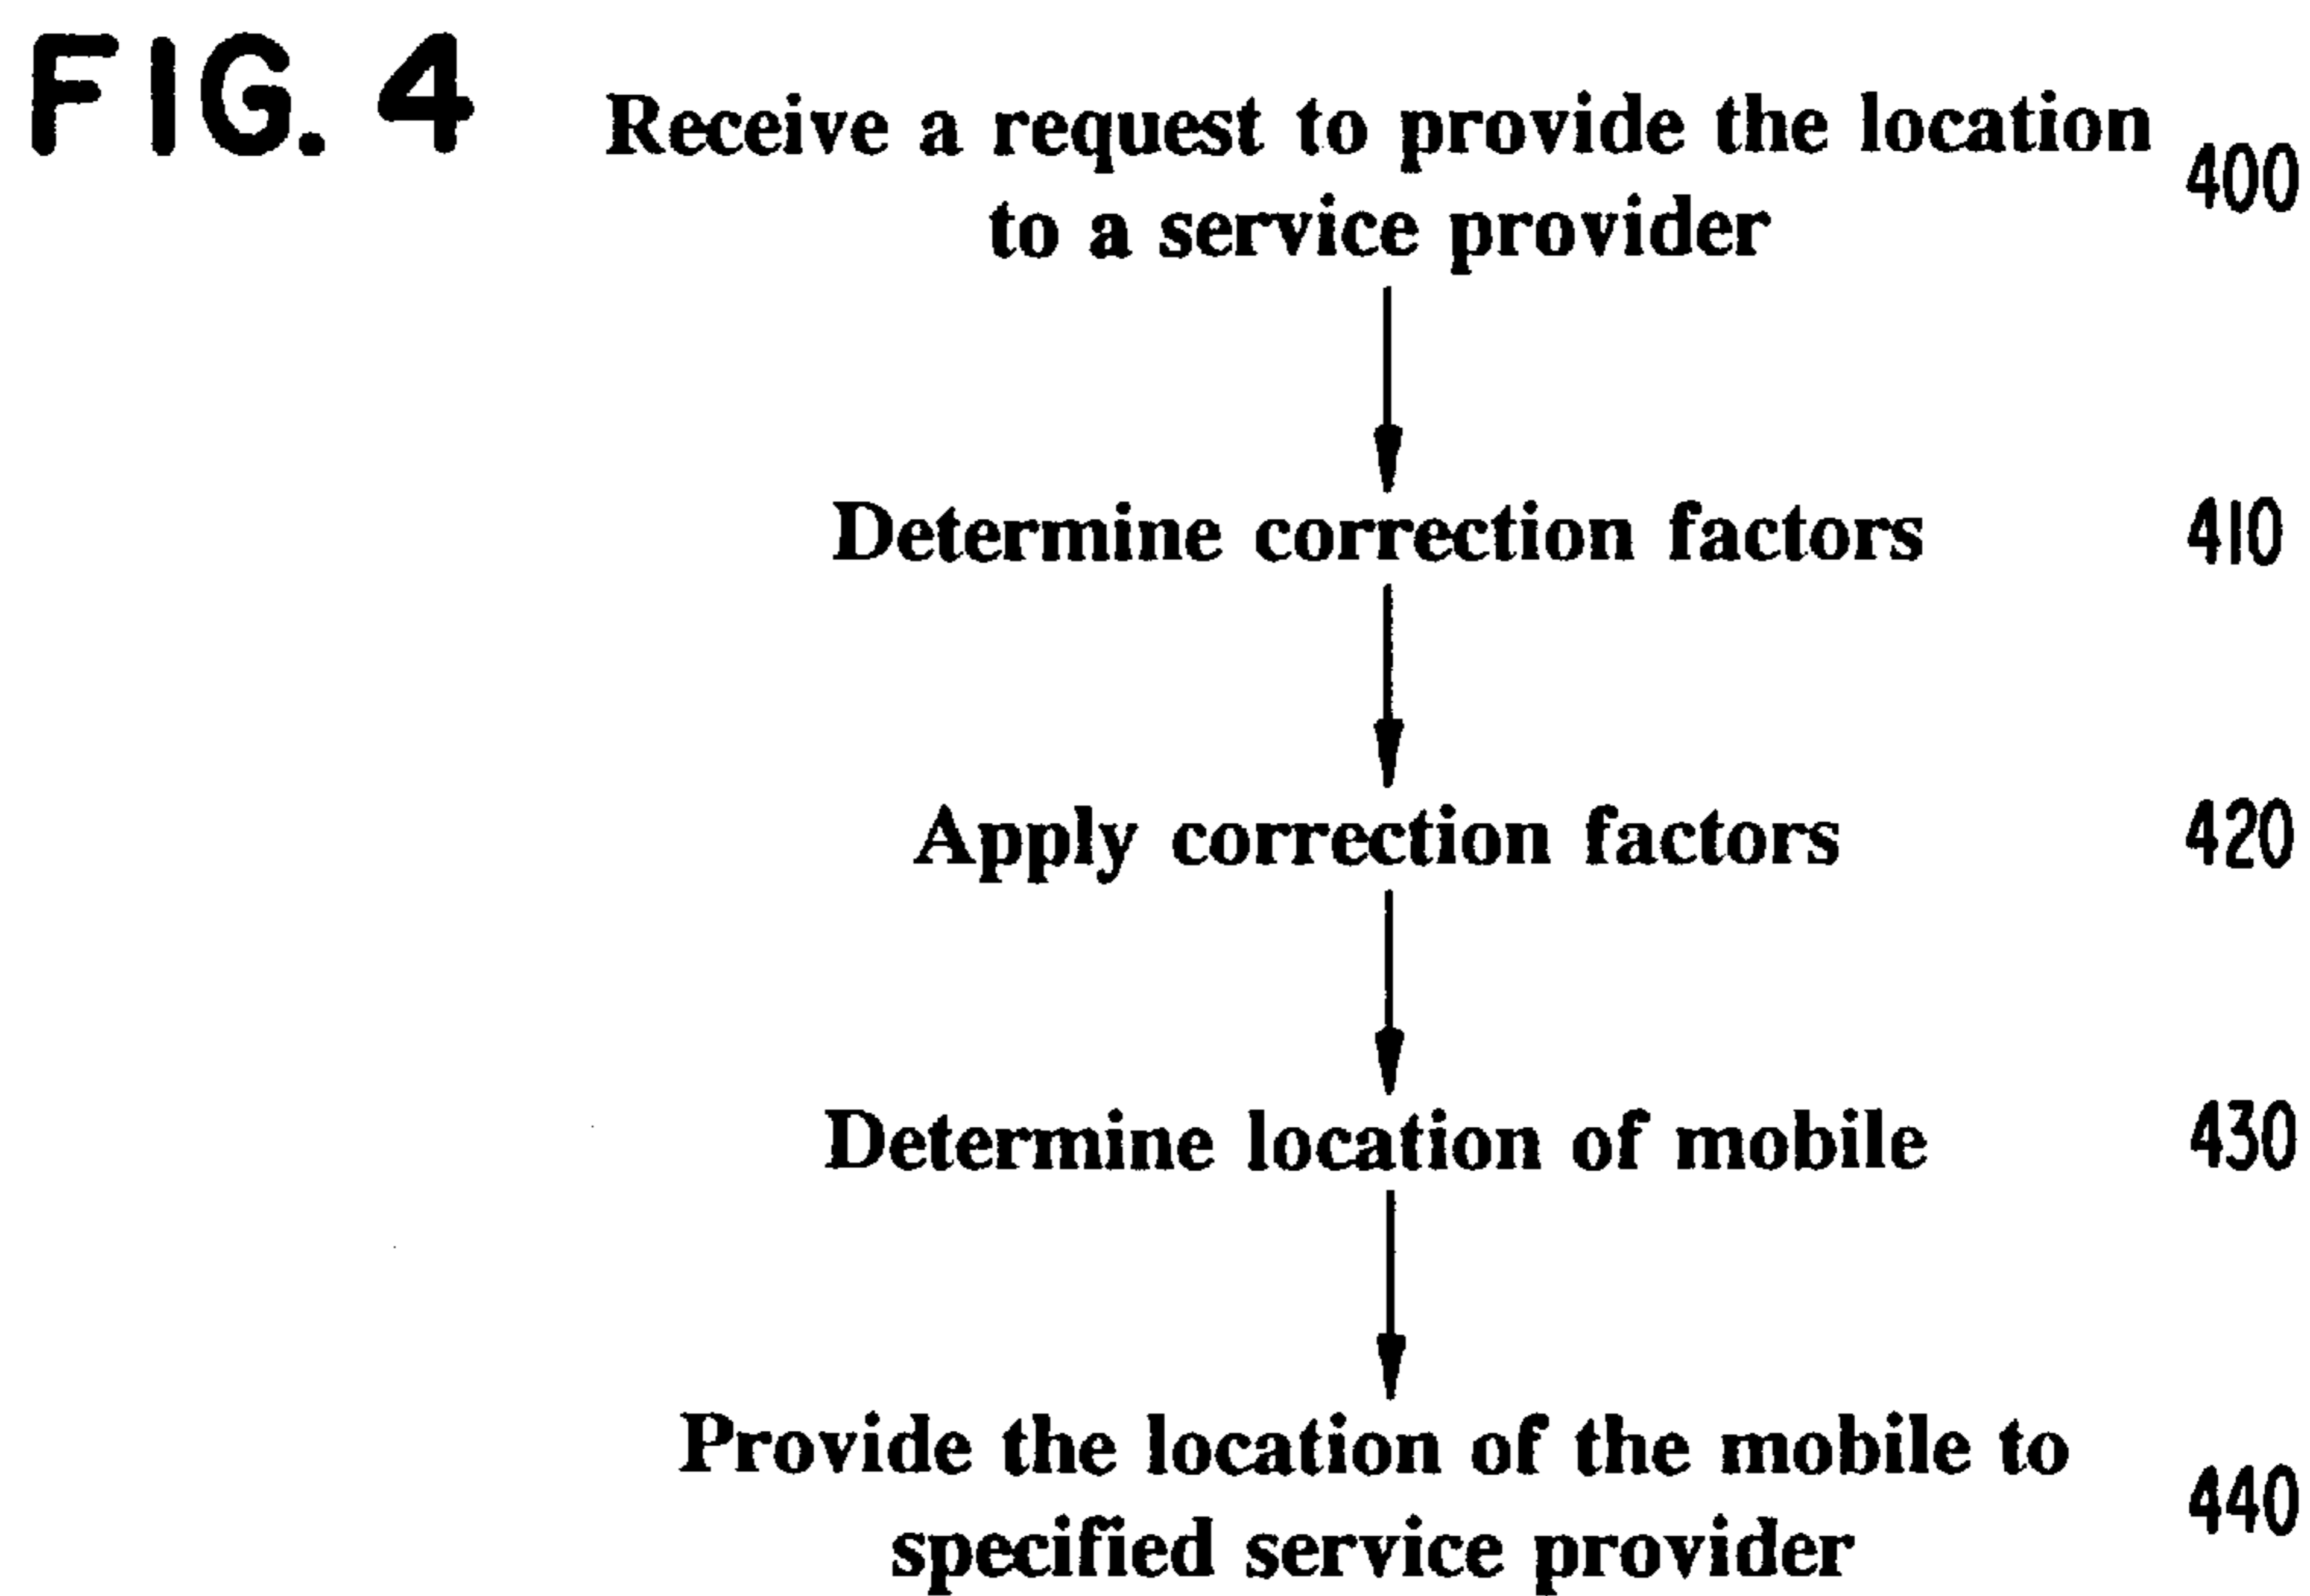 FIG. 4
Receive a request to provide the location
to a service provider
400
Determine correction factors
410
Apply correction factors
420
Determine location of mobile
430
Provide the location of the mobile to
specified service provider
440